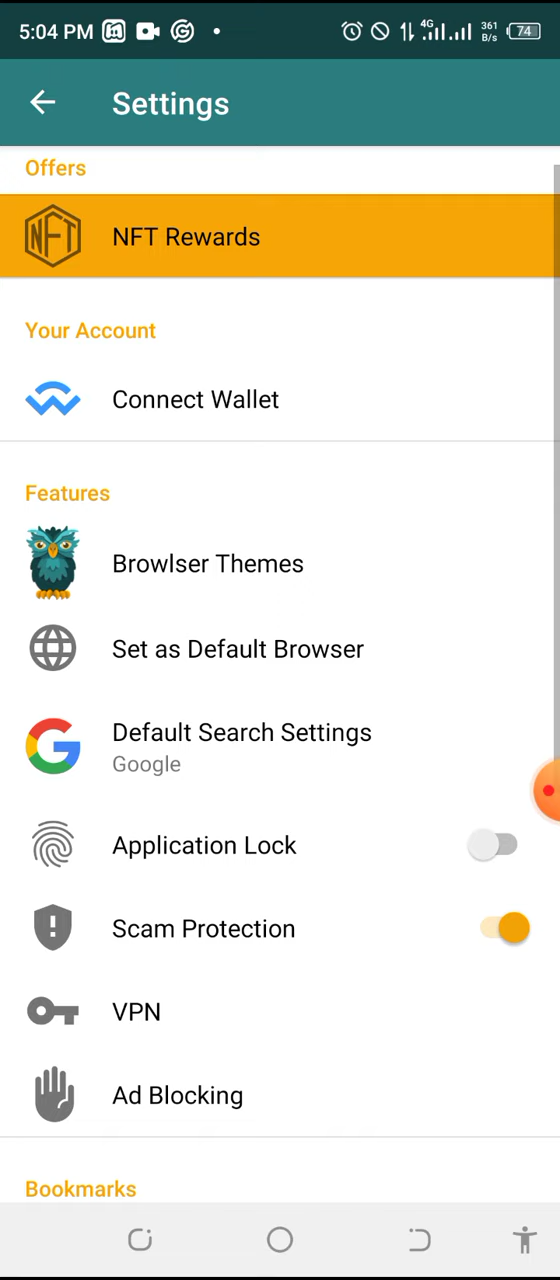 5:04 PM 4G 361 B/s 74
Settings
Offers
NFT NFT Rewards
Your Account
Connect Wallet
Features
Browlser Themes
Set as Default Browser
Default Search Settings
Google
Application Lock
Scam Protection
VPN
Ad Blocking
Bookmarks